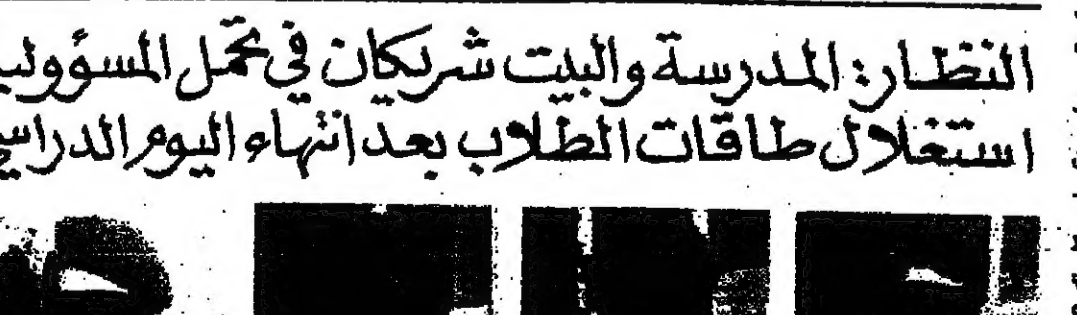 النظار: المدرسة والبيت شريكان في تحمل المسؤولي
استغلال طاقات الطلاب بعد انتهاء اليوم الدراسي